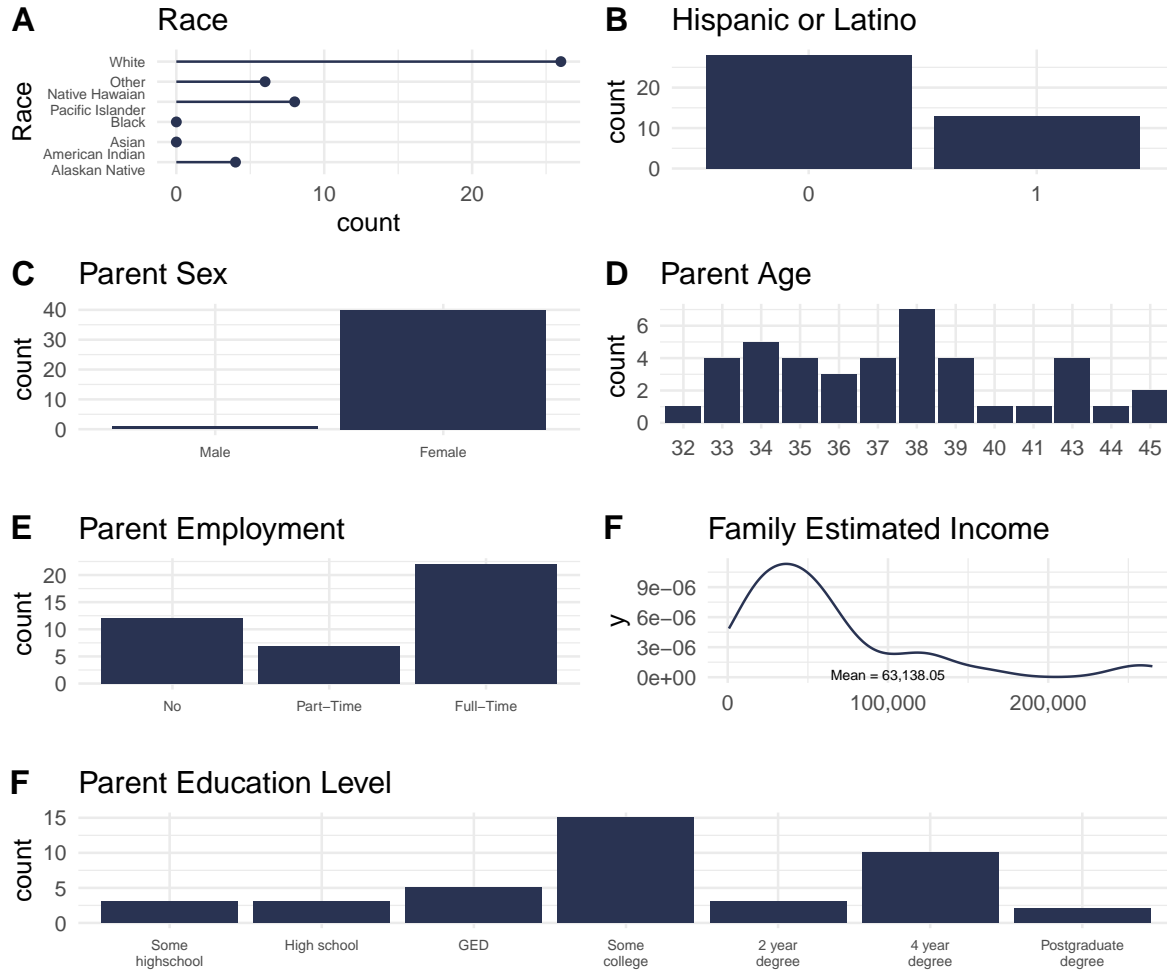 A Race
White
Other
Native Hawaian
Pacific Islander
Black
Asian
American Indian
Alaskan Native
Race
0 10 20
count
B Hispanic or Latino
20
10
0
count
0 1
C Parent Sex
40
30
20
10
0
count
Male Female
D Parent Age
6
4
2
0
count
32 33 34 35 36 37 38 39 40 41 43 44 45
E Parent Employment
20
15
10
5
0
count
No Part−Time Full−Time
F Family Estimated Income
9e−06
6e−06
3e−06
0e+00
y
Mean = 63,138.05
0 100,000 200,000
F Parent Education Level
15
10
5
0
count
Some
highschool
High school
GED
Some
college
2 year
degree
4 year
degree
Postgraduate
degree